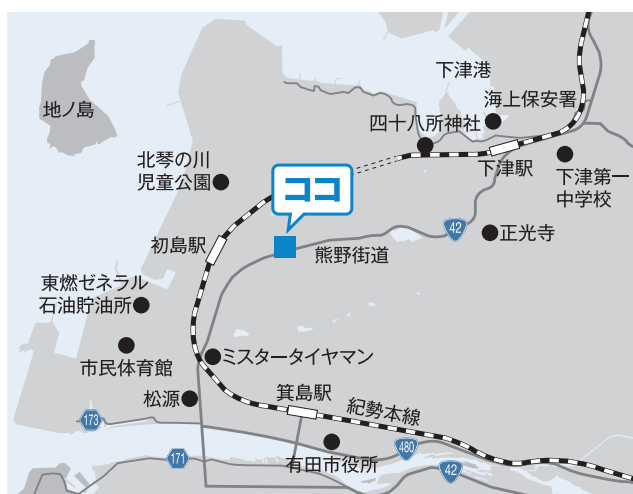 下津港
海上保安署
地ノ島
四十八所神社
北琴の川
児童公園
下津駅
下津第一
中学校
ココ
42
正光寺
初島駅
熊野街道
東燃ゼネラル
石油貯油所
市民体育館
ミスタータイヤマン
箕島駅
松源
紀勢本線
173
480
171
有田市役所
42